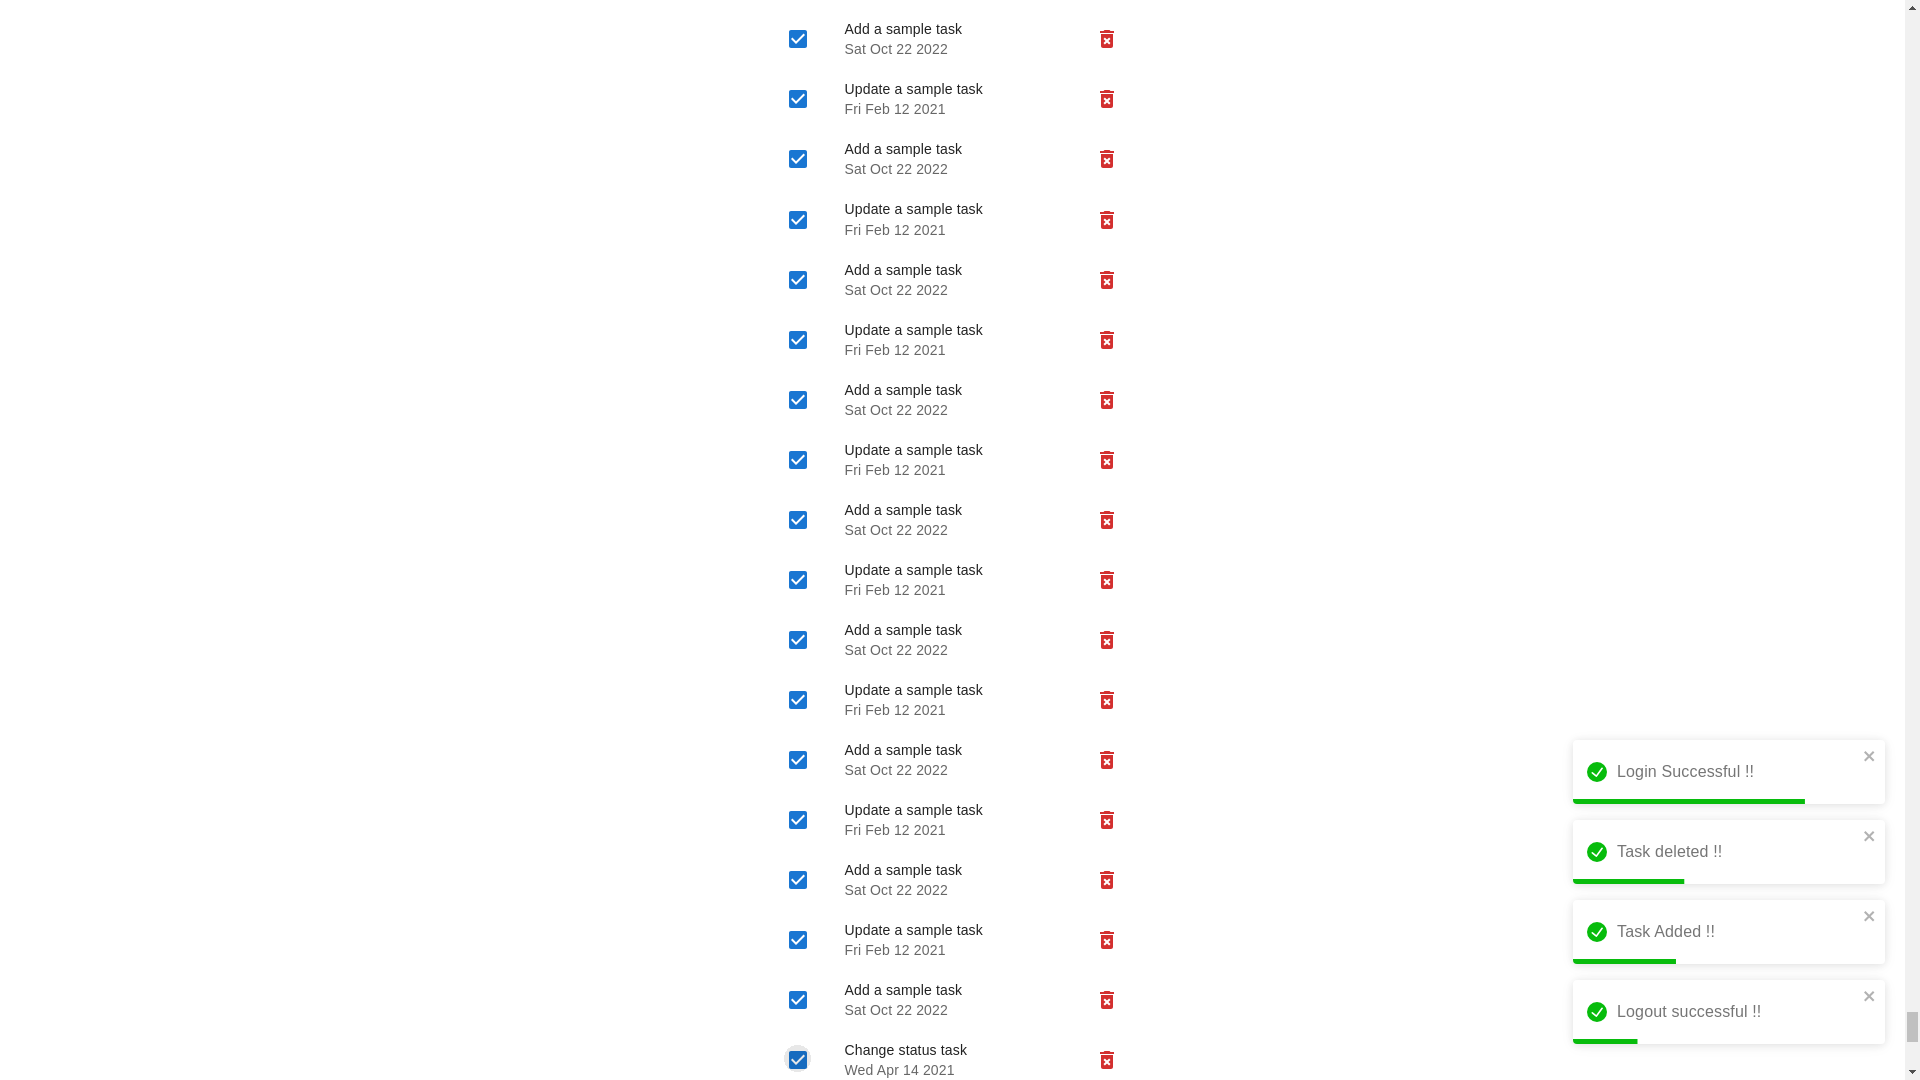 Add a sample task
Sat Oct 22 2022
Update a sample task
Fri Feb 12 2021
Add a sample task
Sat Oct 22 2022
Update a sample task
Fri Feb 12 2021
Add a sample task
Sat Oct 22 2022
Update a sample task
Fri Feb 12 2021
Add a sample task
Sat Oct 22 2022
Update a sample task
Fri Feb 12 2021
Add a sample task
Sat Oct 22 2022
Update a sample task
Fri Feb 12 2021
Add a sample task
Sat Oct 22 2022
Update a sample task
Fri Feb 12 2021
Add a sample task
Sat Oct 22 2022
Update a sample task
Fri Feb 12 2021
Add a sample task
Sat Oct 22 2022
Update a sample task
Fri Feb 12 2021
Add a sample task
Sat Oct 22 2022
Change status task
Wed Apr 14 2021
Login Successful !!
Task deleted !!
Task Added !!
Logout successful !!